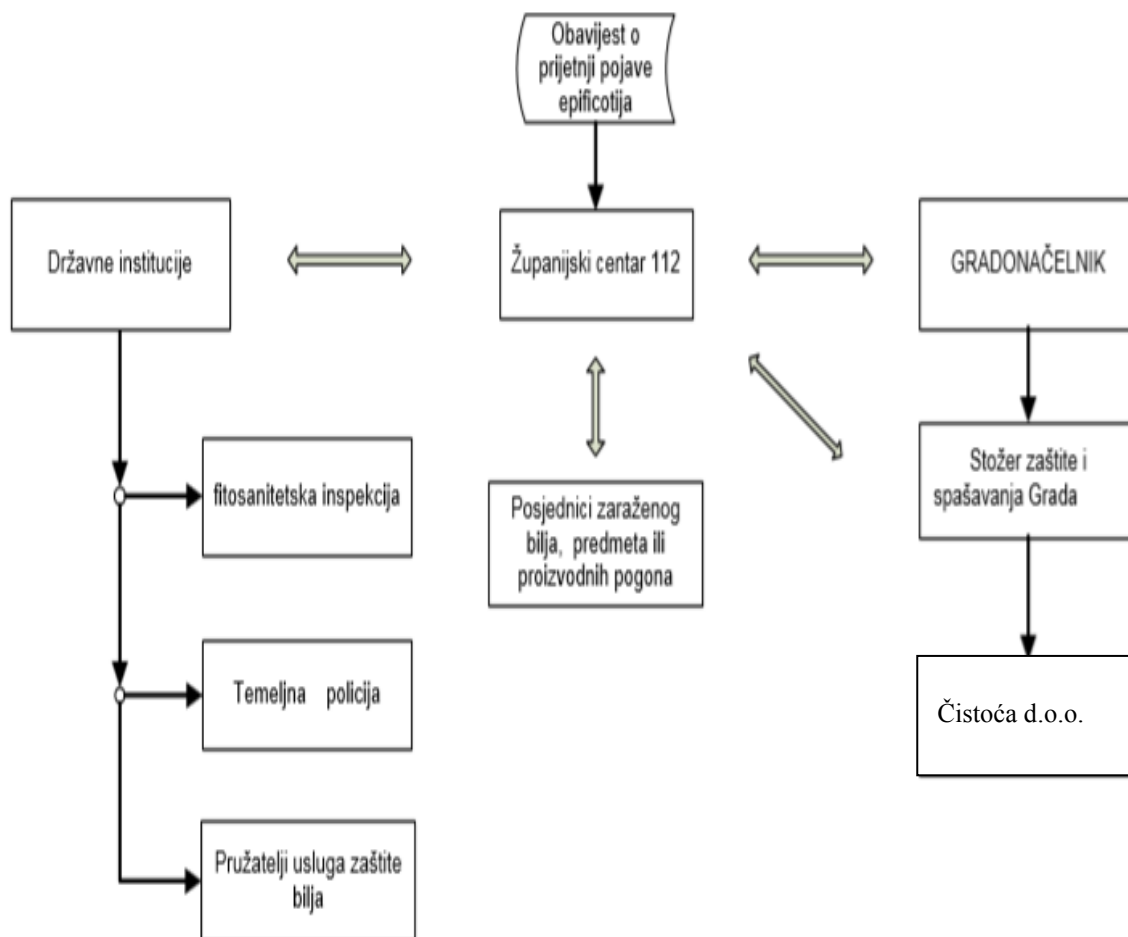 Obavijest o
prijetnji pojave
epificotija
Državne institucije
Županijski centar 112
GRADONAČELNIK
fitosanitetska inspekcija
Posjednici zaraženog
bilja, predmeta ili
proizvodnih pogona
Stožer zaštite i
spašavanja Grada
Temeljna policija
Čistoća d.o.o.
Pružatelji usluga zaštite
bilja